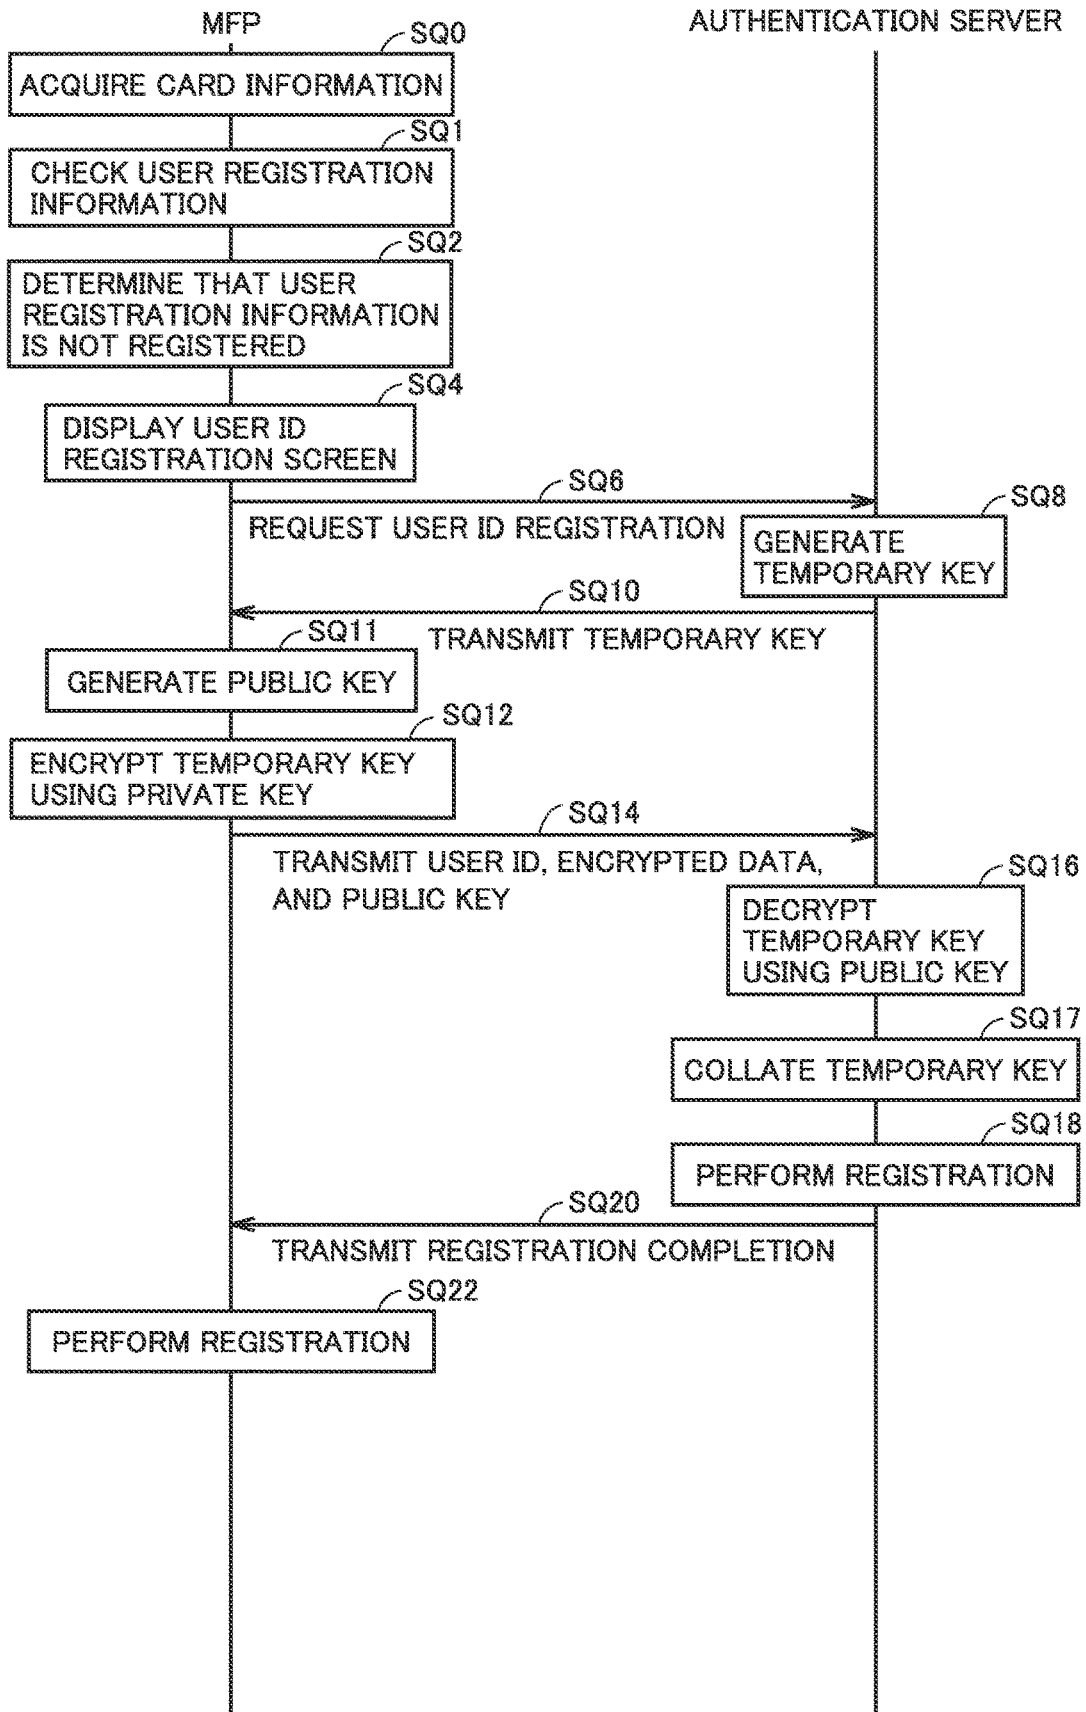 MFP
AUTHENTICATION SERVER
SQ0
ACQUIRE CARD INFORMATION
SQ1
CHECK USER REGISTRATION
INFORMATION
SQ2
DETERMINE THAT USER
REGISTRATION INFORMATION
IS NOT REGISTERED
SQ4
DISPLAY USER ID
REGISTRATION SCREEN
SQ6
REQUEST USER ID REGISTRATION
SQ8
GENERATE
TEMPORARY KEY
SQ10
TRANSMIT TEMPORARY KEY
SQ11
GENERATE PUBLIC KEY
SQ12
ENCRYPT TEMPORARY KEY
USING PRIVATE KEY
SQ14
TRANSMIT USER ID, ENCRYPTED DATA,
AND PUBLIC KEY
SQ16
DECRYPT
TEMPORARY KEY
USING PUBLIC KEY
SQ17
COLLATE TEMPORARY KEY
SQ18
PERFORM REGISTRATION
SQ20
TRANSMIT REGISTRATION COMPLETION
SQ22
PERFORM REGISTRATION